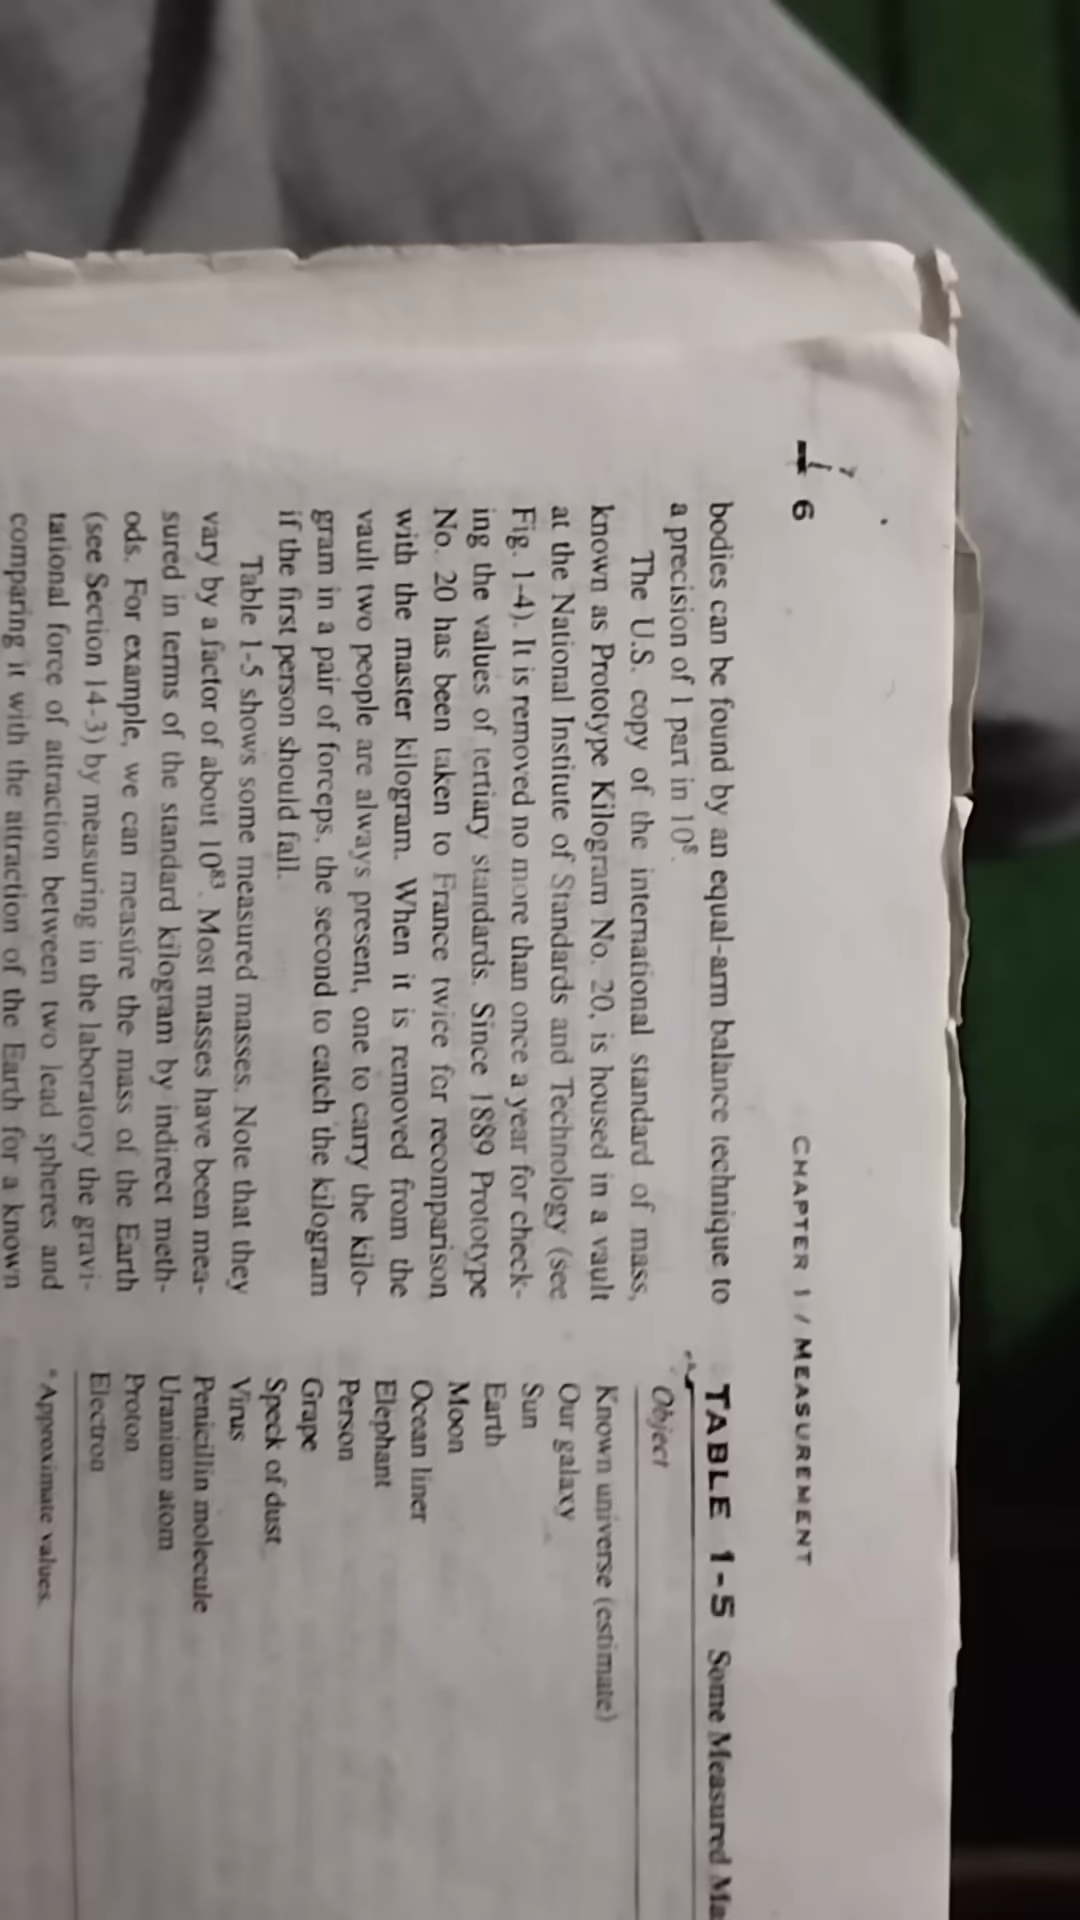 6
CHAPTER 1 / MEASUREMENT
bodies can be found by an equal-arm balance technique to
a precision of 1 part in 10⁸.
The U.S. copy of the international standard of mass,
known as Prototype Kilogram No. 20, is housed in a vault
at the National Institute of Standards and Technology (see
Fig. 1-4). It is removed no more than once a year for check-
ing the values of tertiary standards. Since 1889 Prototype
No. 20 has been taken to France twice for recomparison
with the master kilogram. When it is removed from the
vault two people are always present, one to carry the kilo-
gram in a pair of forceps, the second to catch the kilogram
if the first person should fall.
Table 1-5 shows some measured masses. Note that they
vary by a factor of about 10⁸³. Most masses have been mea-
sured in terms of the standard kilogram by indirect meth-
ods. For example, we can measure the mass of the Earth
(see Section 14-3) by measuring in the laboratory the gravi-
tational force of attraction between two lead spheres and
comparing it with the attraction of the Earth for a known
TABLE 1-5 Some Measured Ma
Object
Known universe (estimate)
Our galaxy
Sun
Earth
Moon
Ocean liner
Elephant
Person
Grape
Speck of dust
Virus
Penicillin molecule
Uranium atom
Proton
Electron
*Approximate values.